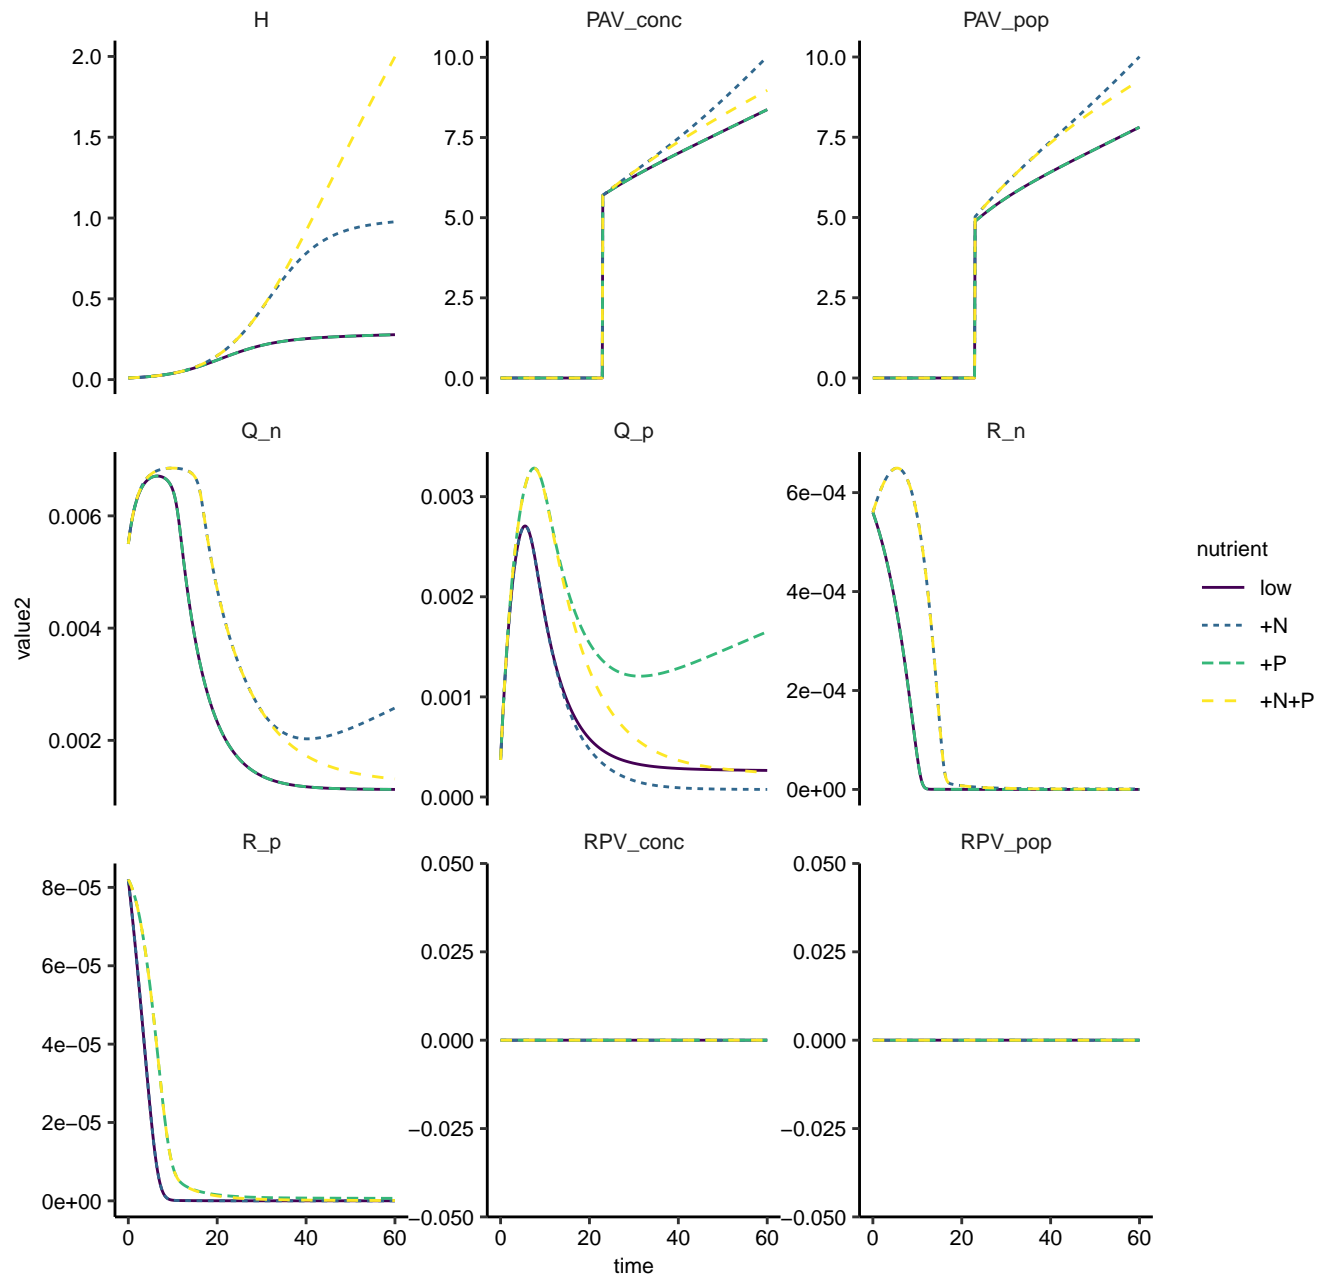 H
PAV_conc
PAV_pop
2.0
1.5
1.0
0.5
0.0
10.0
7.5
5.0
2.5
0.0
10.0
7.5
5.0
2.5
0.0
Q_n
Q_p
R_n
0.006
0.004
0.002
0.003
0.002
0.001
0.000
6e−04
4e−04
2e−04
0e+00
value2
nutrient
low
+N
+P
+N+P
R_p
RPV_conc
RPV_pop
8e−05
6e−05
4e−05
2e−05
0e+00
0.050
0.025
0.000
−0.025
−0.050
0.050
0.025
0.000
−0.025
−0.050
0 20 40 60
0 20 40 60
0 20 40 60
time